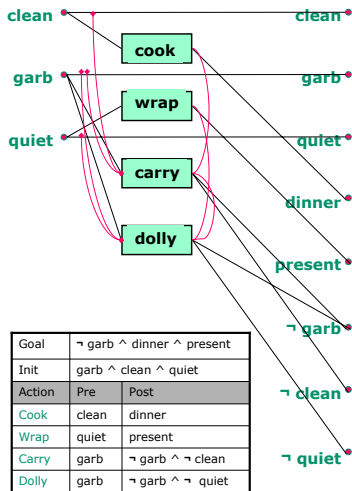 clean clean
cook
garb garb
wrap
quiet quiet
carry
dinner
dolly
present
¬ garb
¬ clean
¬ quiet
Goal ¬ garb ^ dinner ^ present
Init garb ^ clean ^ quiet
Action Pre Post
Cook clean dinner
Wrap quiet present
Carry garb ¬ garb ^ ¬ clean
Dolly garb ¬ garb ^ ¬ quiet